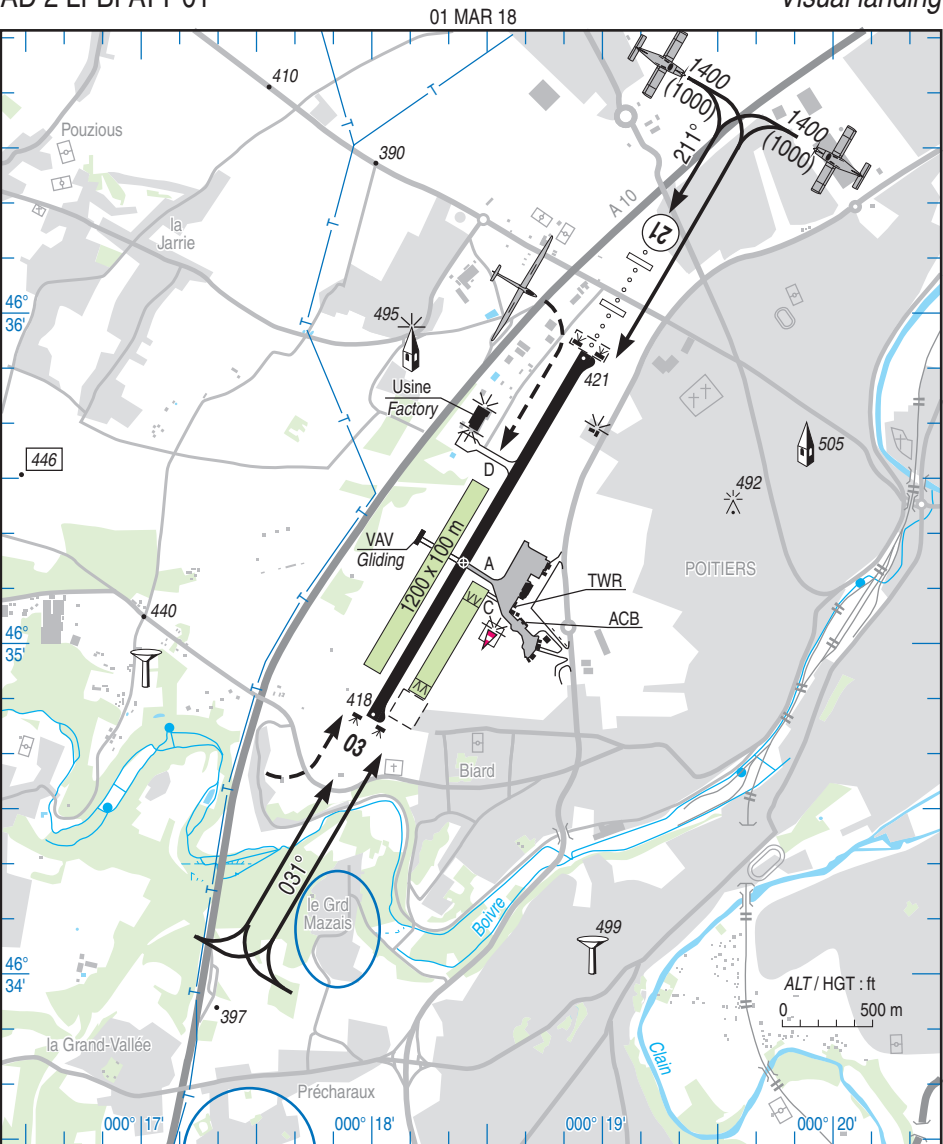 AD 2 LFBI ATT 01
Visual landing
01 MAR 18
410
1400
(1000)
1400
(1000)
Pouzious
390
211°
A 10
21
la
Jarrie
46°
36'
495
421
Usine
Factory
446
D
505
492
VAV
Gliding
1200 x 100 m
A
POITIERS
TWR
C
ACB
440
46°
35'
418
03
Biard
031°
le Grd
Mazais
Boivre
499
46°
34'
ALT / HGT : ft
0
500 m
397
la Grand-Vallée
Clain
Précharaux
000° 17'
000° 18'
000° 19'
000° 20'